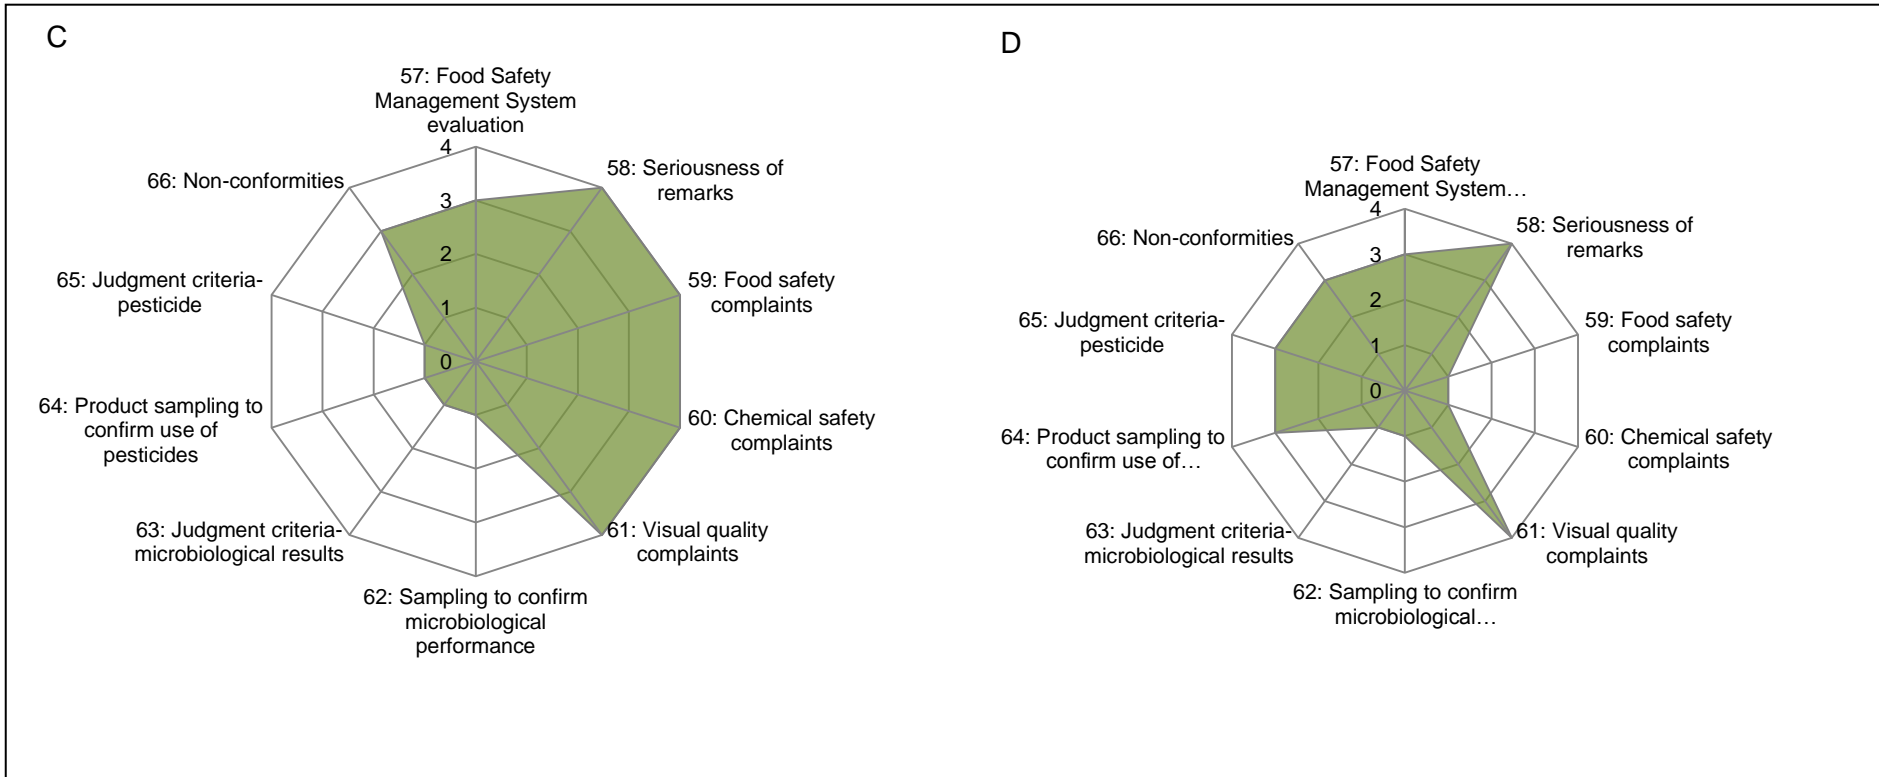 C
57: Food Safety
Management System
evaluation
4
3
2
1
0
58: Seriousness of
remarks
59: Food safety
complaints
60: Chemical safety
complaints
61: Visual quality
complaints
62: Sampling to confirm
microbiological
performance
63: Judgment criteria-
microbiological results
64: Product sampling to
confirm use of
pesticides
65: Judgment criteria-
pesticide
66: Non-conformities
D
57: Food Safety
Management System…
4
3
2
1
0
58: Seriousness of
remarks
59: Food safety
complaints
60: Chemical safety
complaints
61: Visual quality
complaints
62: Sampling to confirm
microbiological…
63: Judgment criteria-
microbiological results
64: Product sampling to
confirm use of…
65: Judgment criteria-
pesticide
66: Non-conformities